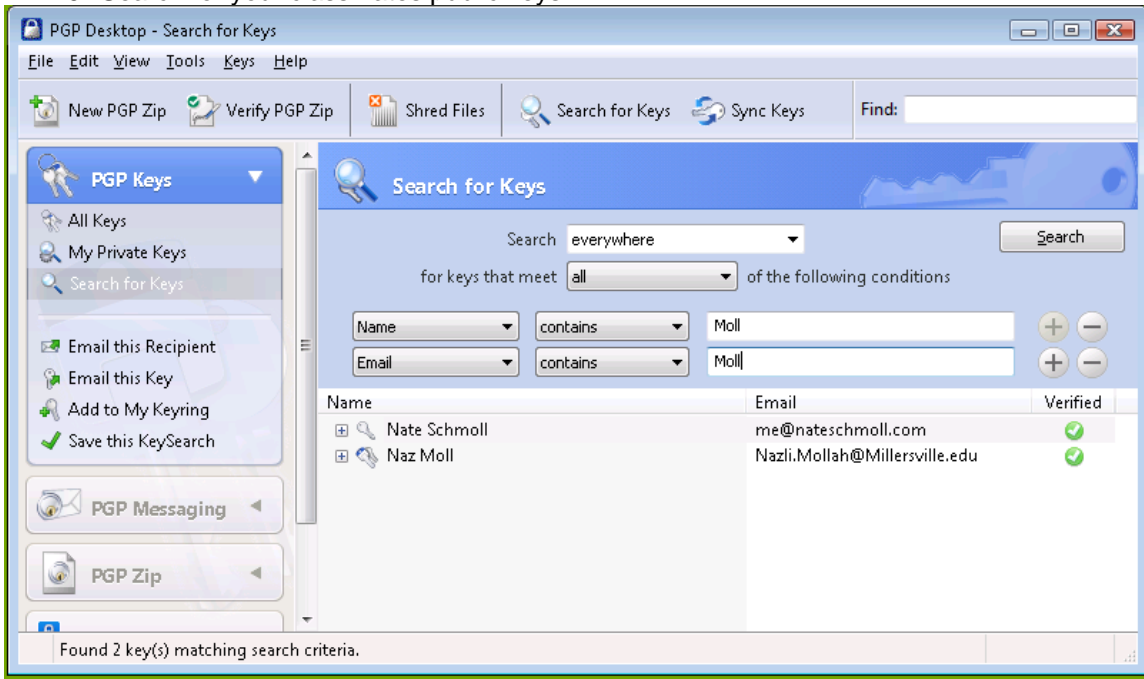 PGP Desktop - Search for Keys
File Edit View Tools Keys Help
New PGP Zip Verify PGP Zip Shred Files Search for Keys Sync Keys Find:
PGP Keys
All Keys
My Private Keys
Search for Keys
Email this Recipient
Email this Key
Add to My Keyring
Save this KeySearch
PGP Messaging
PGP Zip
Search for Keys
Search everywhere Search
for keys that meet all of the following conditions
Name contains Moll
Email contains Moll
Name Email Verified
Nate Schmoll me@nateschmoll.com
Naz Moll Nazli.Mollah@Millersville.edu
Found 2 key(s) matching search criteria.